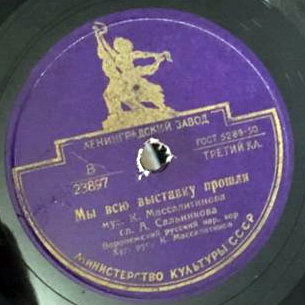 ЛЕНИНГРАДСКИЙ ЗАВОД
ГОСТ 5289-50
В
23897
ТРЕТИЙ КЛ.
Мы всю выставку прошли
муз. К. Массалитинова
сл. А. Сальникова
Воронежский русский нар. хор
Худ. рук. К. Массалитинов
МИНИСТЕРСТВО КУЛЬТУРЫ СССР